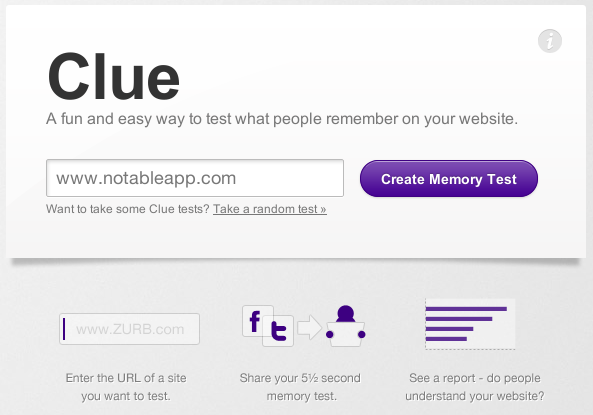 i
Clue
A fun and easy way to test what people remember on your website.
www.notableapp.com
Create Memory Test
Want to take some Clue tests? Take a random test »
www.ZURB.com
f
t
Enter the URL of a site
you want to test.
Share your 5½ second
memory test.
See a report - do people
understand your website?